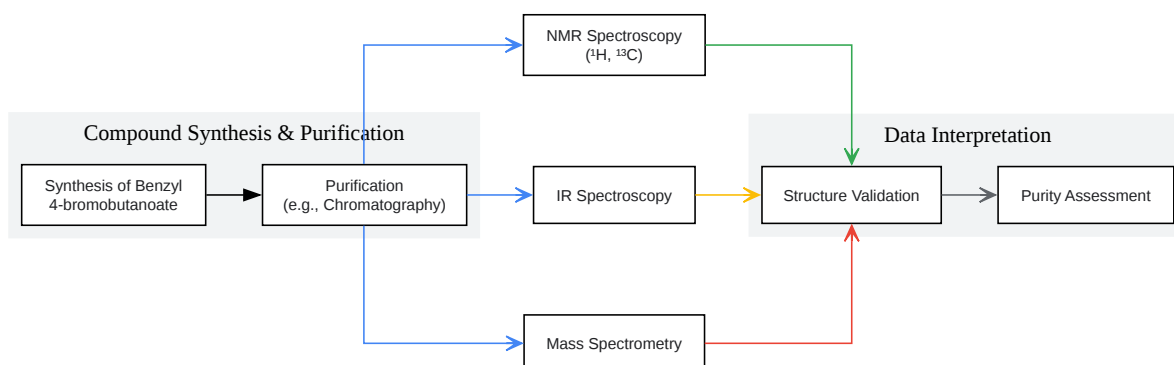 NMR Spectroscopy
(¹H, ¹³C)
Compound Synthesis & Purification
Data Interpretation
Synthesis of Benzyl
4-bromobutanoate
Purification
(e.g., Chromatography)
IR Spectroscopy
Structure Validation
Purity Assessment
Mass Spectrometry